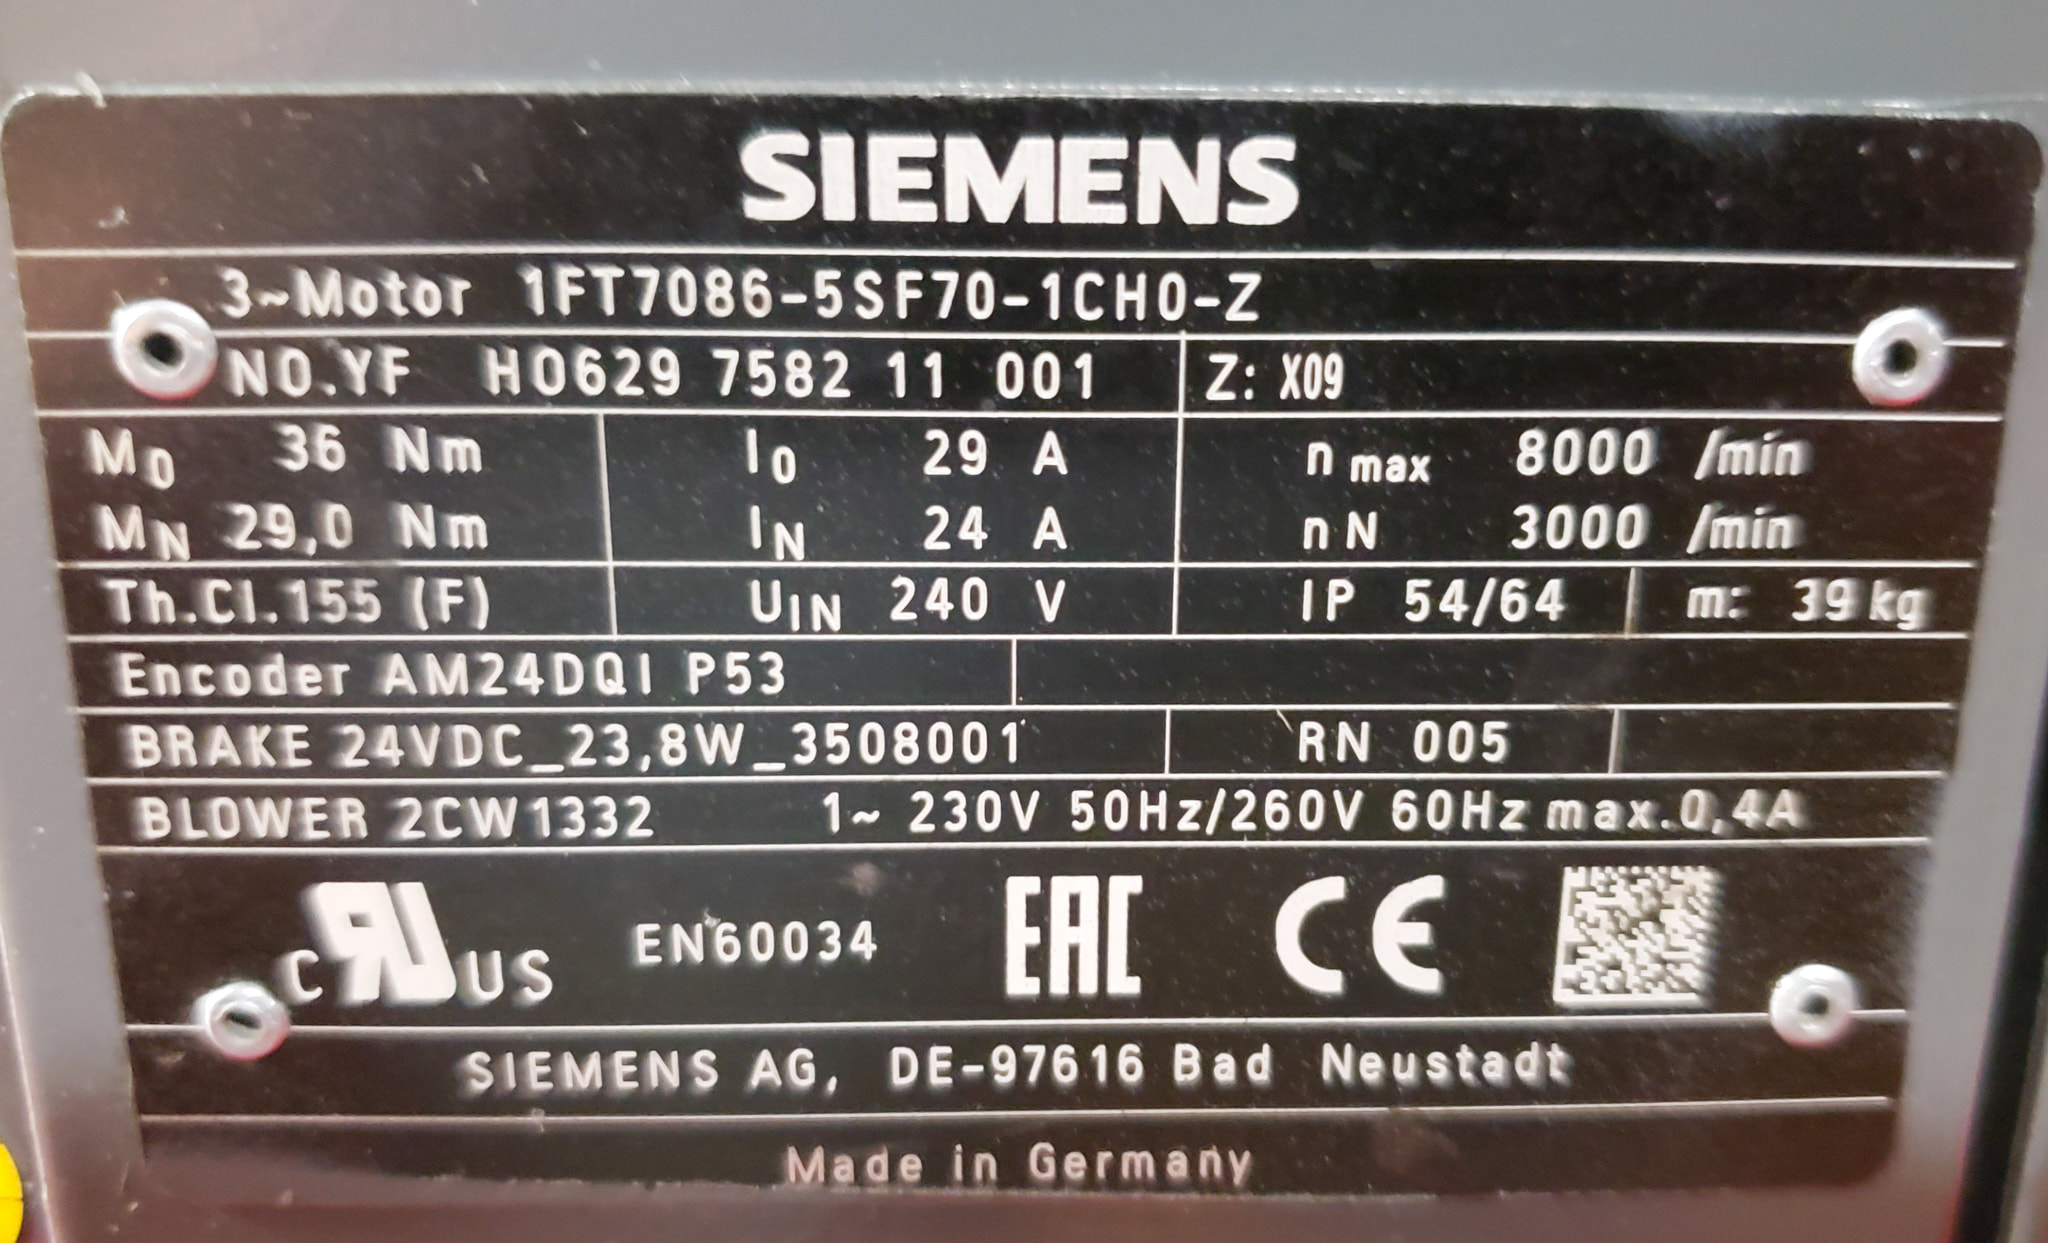 SIEMENS
3~Motor 1FT7086-5SF70-1CH0-Z
NO.YF H0629 7582 11 001 Z: X09
M0 36 Nm I0 29 A n max 8000 /min
MN 29,0 Nm IN 24 A n N 3000 /min
Th.Cl.155 (F) UIN 240 V IP 54/64 m: 39 kg
Encoder AM24DQI P53
BRAKE 24VDC_23,8W_3508001 RN 005
BLOWER 2CW1332 1~ 230V 50Hz/260V 60Hz max.0,4A
c RU US EN60034 EAC CE
SIEMENS AG, DE-97616 Bad Neustadt
Made in Germany